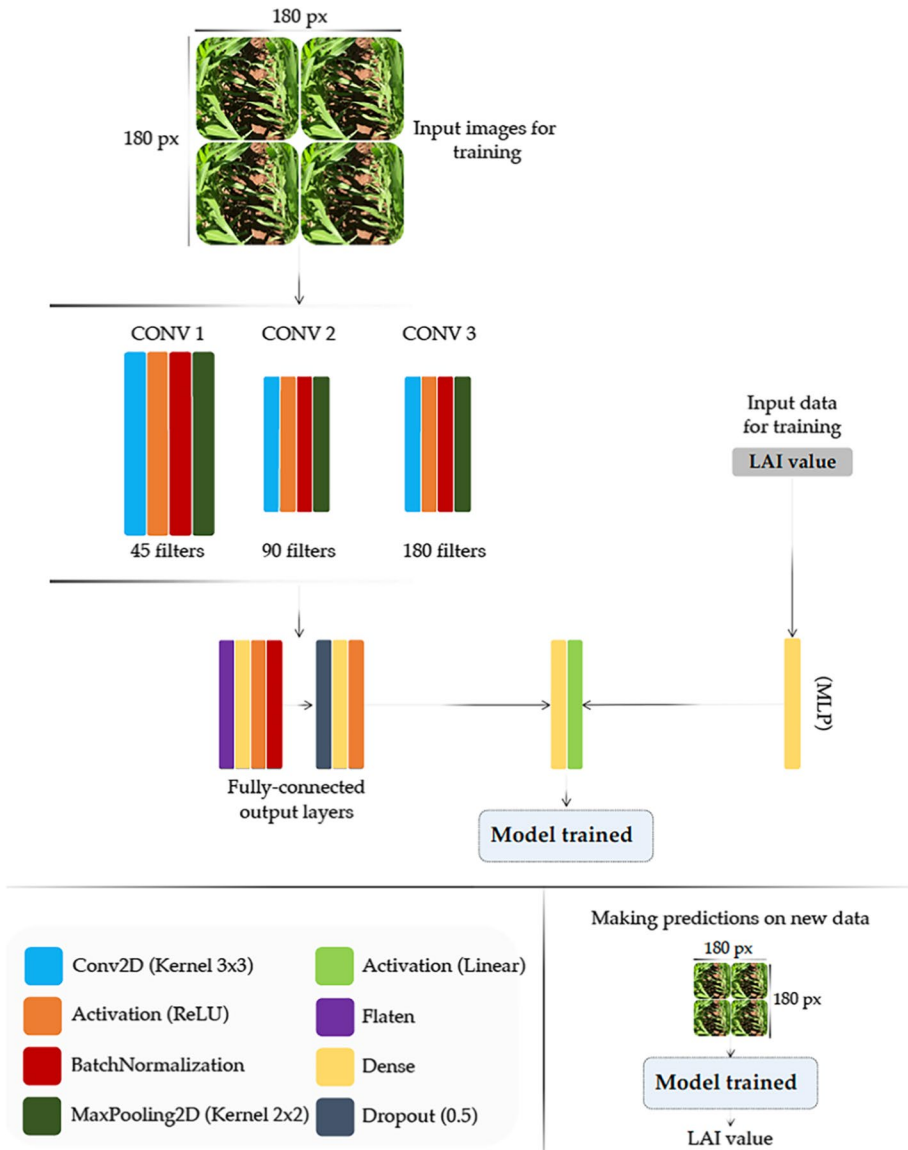 180 px
180 px
Input images for
training
CONV 1
CONV 2
CONV 3
45 filters
90 filters
180 filters
Input data
for training
LAI value
(MLP)
Fully-connected
output layers
Model trained
Conv2D (Kernel 3x3)
Activation (ReLU)
BatchNormalization
MaxPooling2D (Kernel 2x2)
Activation (Linear)
Flaten
Dense
Dropout (0.5)
Making predictions on new data
180 px
180 px
Model trained
LAI value